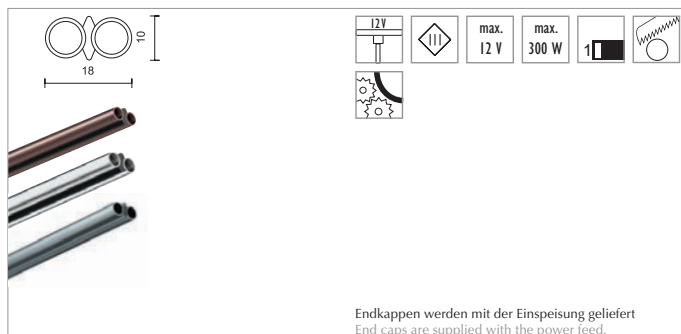 10
18
12V
III
max.
12 V
max.
300 W
1
Endkappen werden mit der Einspeisung geliefert
End caps are supplied with the power feed.